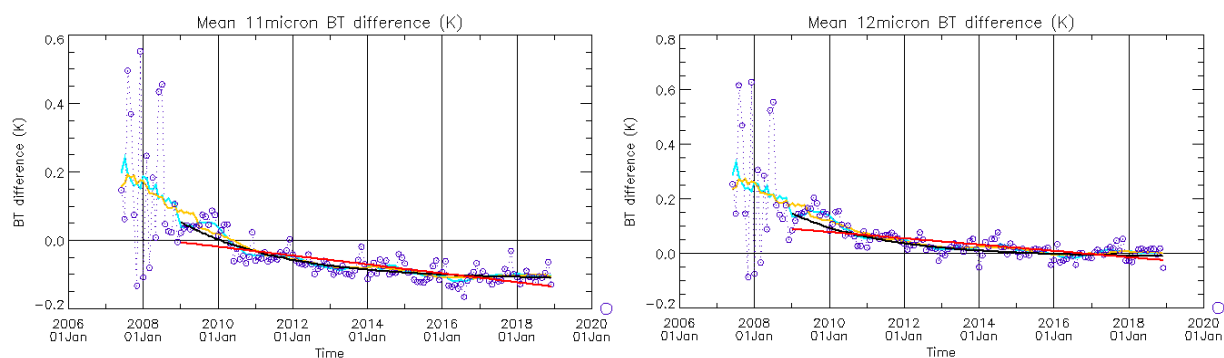 Mean 11micron BT difference (K)
BT difference (K)
0.6
0.4
0.2
0.0
−0.2
2006 2008 2010 2012 2014 2016 2018 2020
01Jan 01Jan 01Jan 01Jan 01Jan 01Jan 01Jan 01Jan
Time
Mean 12micron BT difference (K)
BT difference (K)
0.8
0.6
0.4
0.2
0.0
−0.2
2006 2008 2010 2012 2014 2016 2018 2020
01Jan 01Jan 01Jan 01Jan 01Jan 01Jan 01Jan 01Jan
Time